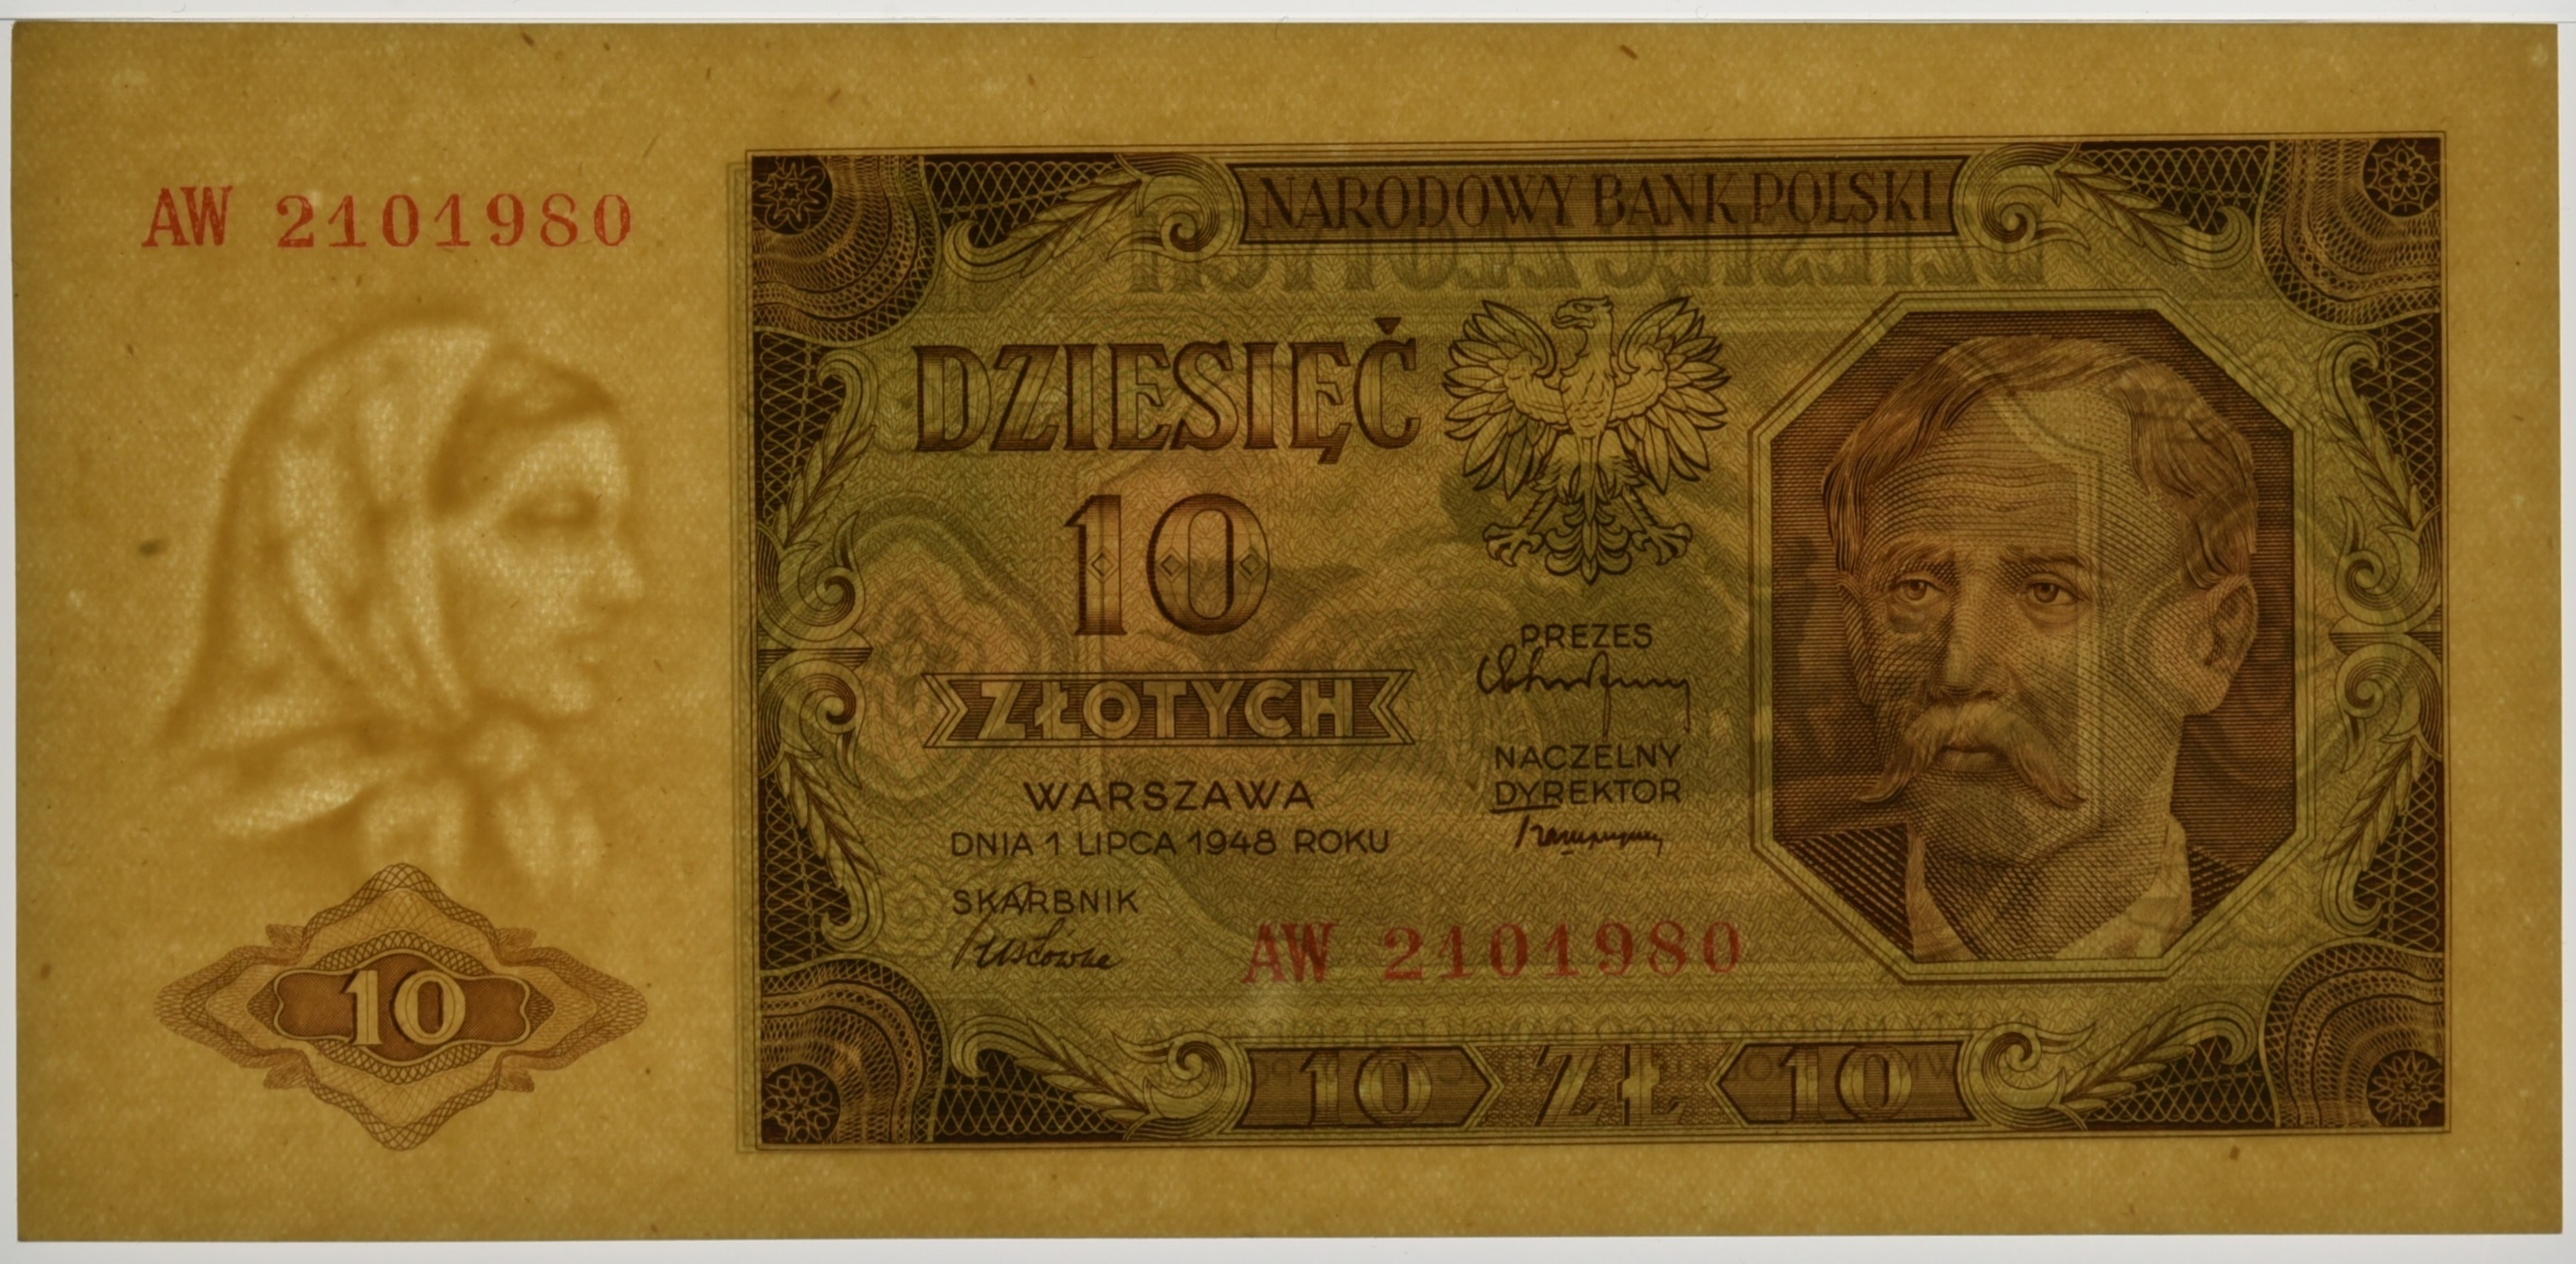 AW 2101980
NARODOWY BANK POLSKI
DZIESIĘĆ
10
ZŁOTYCH
WARSZAWA
DNIA 1 LIPCA 1948 ROKU
SKARBNIK
PREZES
NACZELNY
DYREKTOR
AW 2101980
10
10 ZŁ 10